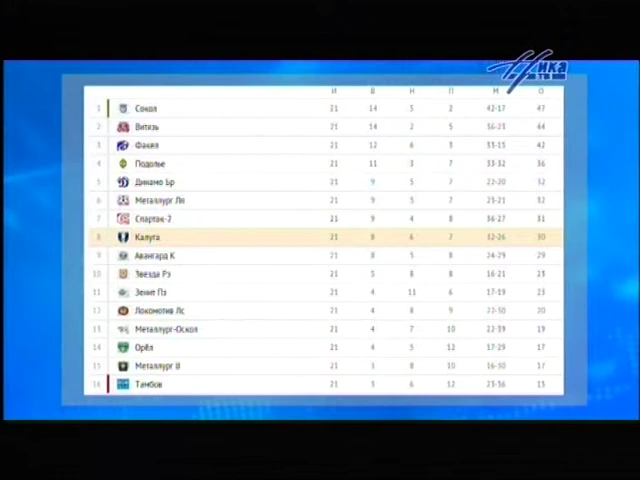 Ника ТВ
И В Н П М О
1 Сокол 21 14 5 2 42-17 47
2 Витязь 21 14 2 5 36-23 44
3 Факел 21 12 6 3 33-15 42
4 Подолье 21 11 3 7 33-32 36
5 Динамо Бр 21 9 5 7 22-20 32
6 Металлург Лп 21 9 5 7 23-21 32
7 Спартак-2 21 9 4 8 36-27 31
8 Калуга 21 8 6 7 32-26 30
9 Авангард К 21 8 5 8 24-29 29
10 Звезда Рз 21 5 8 8 16-21 23
11 Зенит Пз 21 4 11 6 17-19 23
12 Локомотив Лс 21 4 8 9 22-30 20
13 Металлург-Оскол 21 4 7 10 22-39 19
14 Орёл 21 4 5 12 17-29 17
15 Металлург В 21 3 8 10 16-30 17
16 Тамбов 21 3 6 12 23-36 15